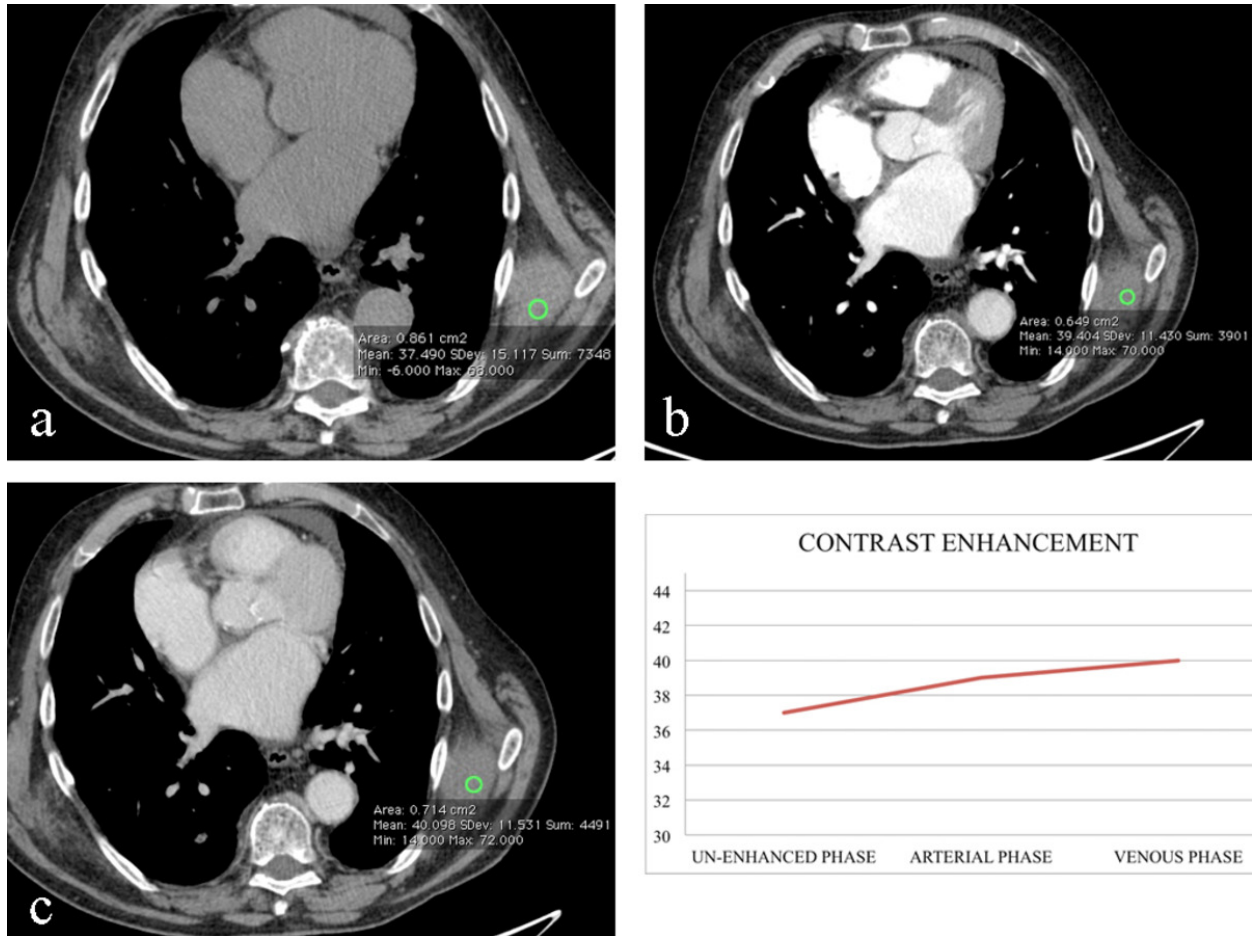 a
Area: 0.861 cm2
Mean: 37.490 SDev: 15.117 Sum: 7348
Min: -6.000 Max: 68.000
b
Area: 0.649 cm2
Mean: 39.404 SDev: 11.430 Sum: 3901
Min: 14.000 Max: 70.000
c
Area: 0.714 cm2
Mean: 40.098 SDev: 11.531 Sum: 4491
Min: 14.000 Max: 72.000
CONTRAST ENHANCEMENT
44
42
40
38
36
34
32
30
UN-ENHANCED PHASE ARTERIAL PHASE VENOUS PHASE